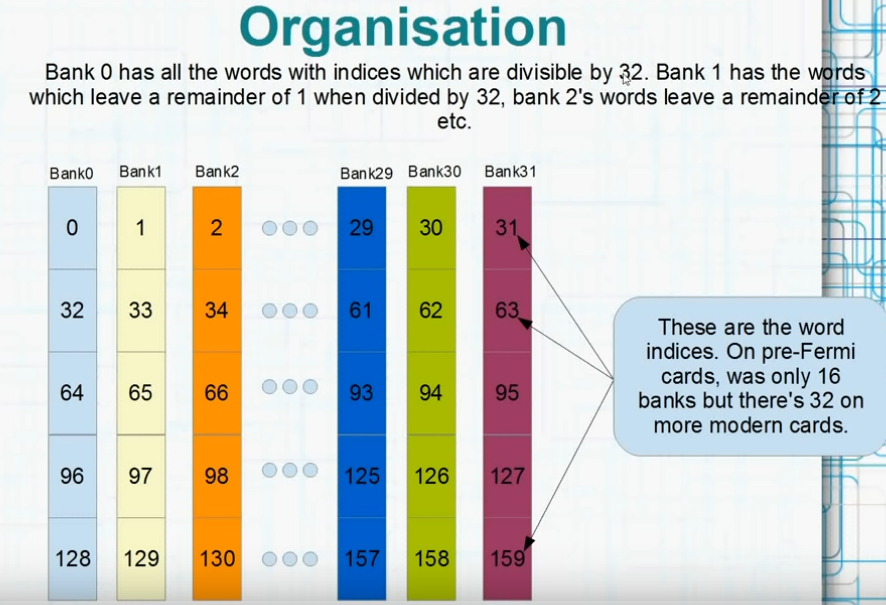 Organisation
Bank 0 has all the words with indices which are divisible by 32. Bank 1 has the words
which leave a remainder of 1 when divided by 32, bank 2's words leave a remainder of 2
etc.
Bank0 Bank1 Bank2 Bank29 Bank30 Bank31
0 1 2 29 30 31
32 33 34 61 62 63
64 65 66 93 94 95
96 97 98 125 126 127
128 129 130 157 158 159
These are the word
indices. On pre-Fermi
cards, was only 16
banks but there's 32 on
more modern cards.